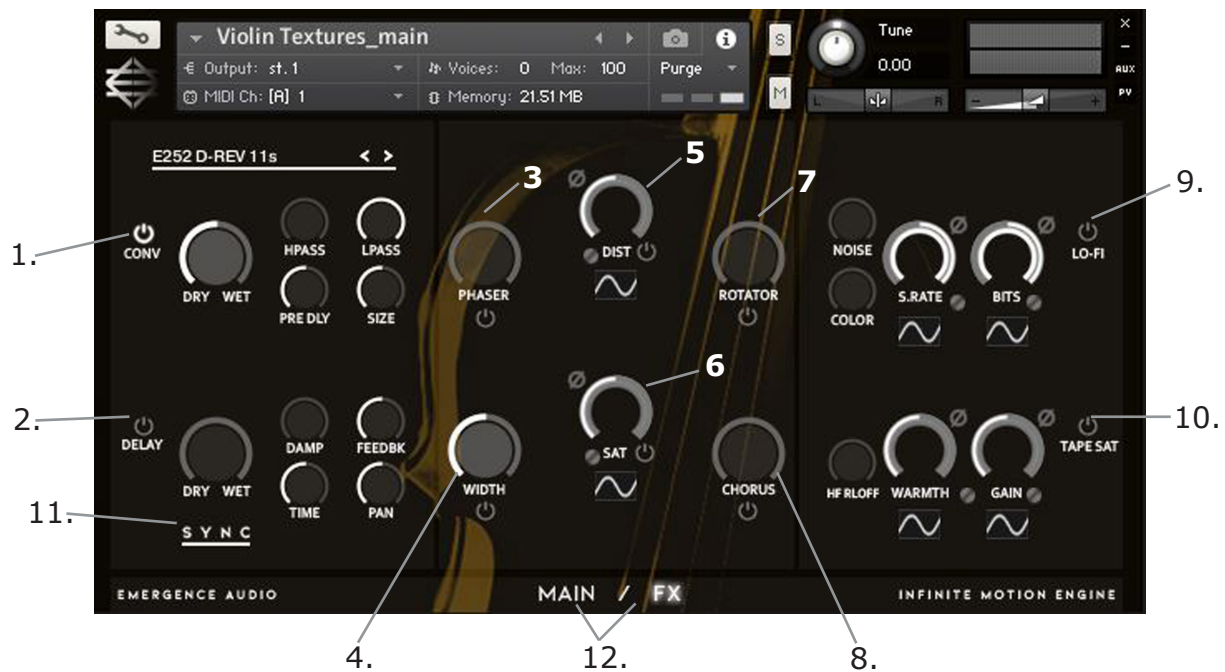 Violin Textures_main
Output: st.1
Voices: 0 Max: 100
Purge
MIDI Ch: [A] 1
Memory: 21.51 MB
S
M
Tune
0.00
L
R
-
+
×
–
AUX
PV
E252 D-REV 11s < >
1.
CONV
DRY WET
HPASS
LPASS
PRE DLY
SIZE
2.
DELAY
DRY WET
DAMP
FEEDBK
TIME
PAN
11.
SYNC
3
PHASER
5
DIST
7
ROTATOR
WIDTH
6
SAT
CHORUS
NOISE
COLOR
S.RATE
BITS
9.
LO-FI
HF RLOFF
WARMTH
GAIN
10.
TAPE SAT
EMERGENCE AUDIO
MAIN / FX
INFINITE MOTION ENGINE
4.
12.
8.